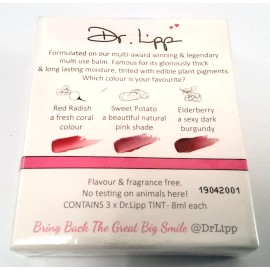 Dr. Lipp
Formulated on our multi award winning & legendary
multi use balm. Famous for its gloriously thick
& long lasting moisture, tinted with edible plant pigments.
Which colour is your favourite?
Red Radish
a fresh coral
colour
Sweet Potato
a beautiful natural
pink shade
Elderberry
a sexy dark
burgundy
Flavour & fragrance free.
19042001
No testing on animals here!
CONTAINS 3 x Dr.Lipp TINT- 8ml each
Bring Back The Great Big Smile @DrLipp